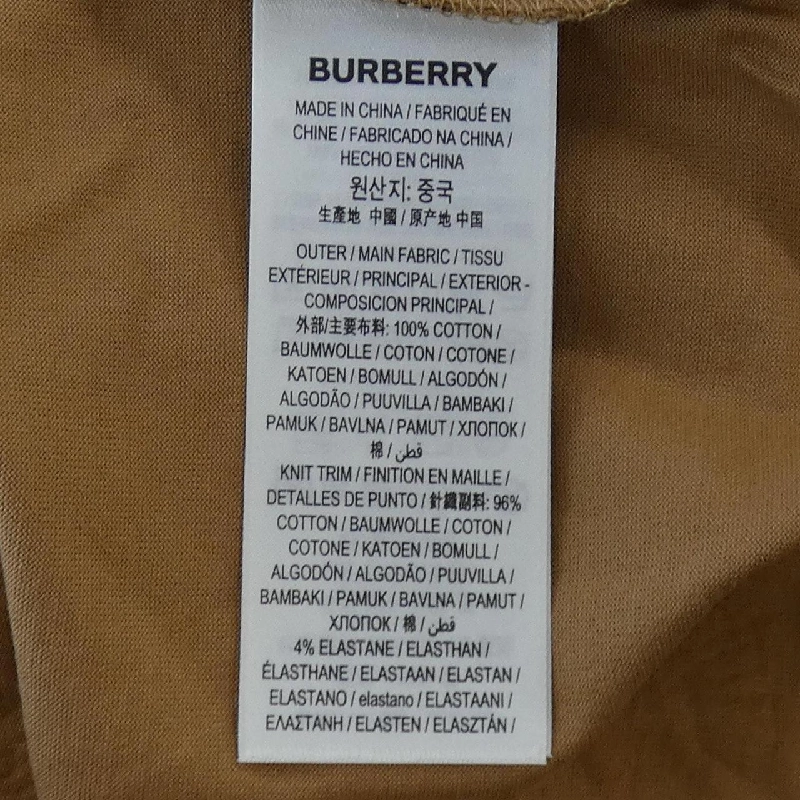 BURBERRY
MADE IN CHINA / FABRIQUÉ EN
CHINE / FABRICADO NA CHINA /
HECHO EN CHINA
원산지: 중국
生產地 中國 / 原产地 中国
OUTER / MAIN FABRIC / TISSU
EXTÉRIEUR / PRINCIPAL / EXTERIOR -
COMPOSICION PRINCIPAL /
外部/主要布料: 100% COTTON /
BAUMWOLLE / COTON / COTONE /
KATOEN / BOMULL / ALGODÓN /
ALGODÃO / PUUVILLA / BAMBAKI /
PAMUK / BAVLNA / PAMUT / ХЛОПОК /
棉 / قطن
KNIT TRIM / FINITION EN MAILLE /
DETALLES DE PUNTO / 針織副料: 96%
COTTON / BAUMWOLLE / COTON /
COTONE / KATOEN / BOMULL /
ALGODÓN / ALGODÃO / PUUVILLA /
BAMBAKI / PAMUK / BAVLNA / PAMUT /
ХЛОПОК / 棉 / قطن
4% ELASTANE / ELASTHAN /
ÉLASTHANE / ELASTAAN / ELASTAN /
ELASTANO / elastano / ELASTAANI /
ΕΛΑΣΤΑΝΗ / ELASTEN / ELASZTÁN /